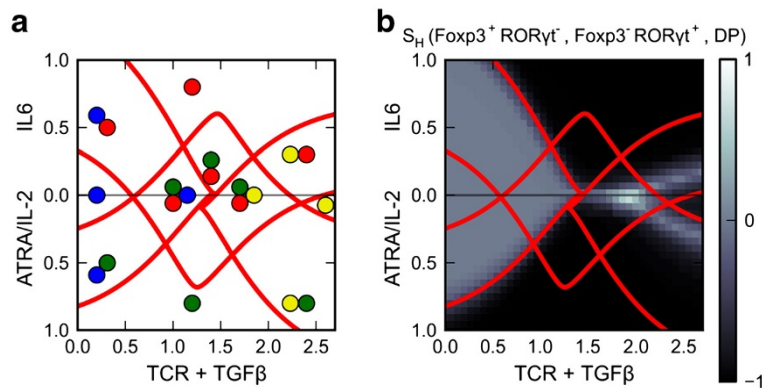 a
b
S_H (Foxp3⁺ RORγt⁻ , Foxp3⁻ RORγt⁺ , DP)
1.0
0.5
0.0
0.5
1.0
IL6
ATRA/IL-2
0.0 0.5 1.0 1.5 2.0 2.5
TCR + TGFβ
1.0
0.5
0.0
0.5
1.0
IL6
ATRA/IL-2
0.0 0.5 1.0 1.5 2.0 2.5
TCR + TGFβ
1
0
−1